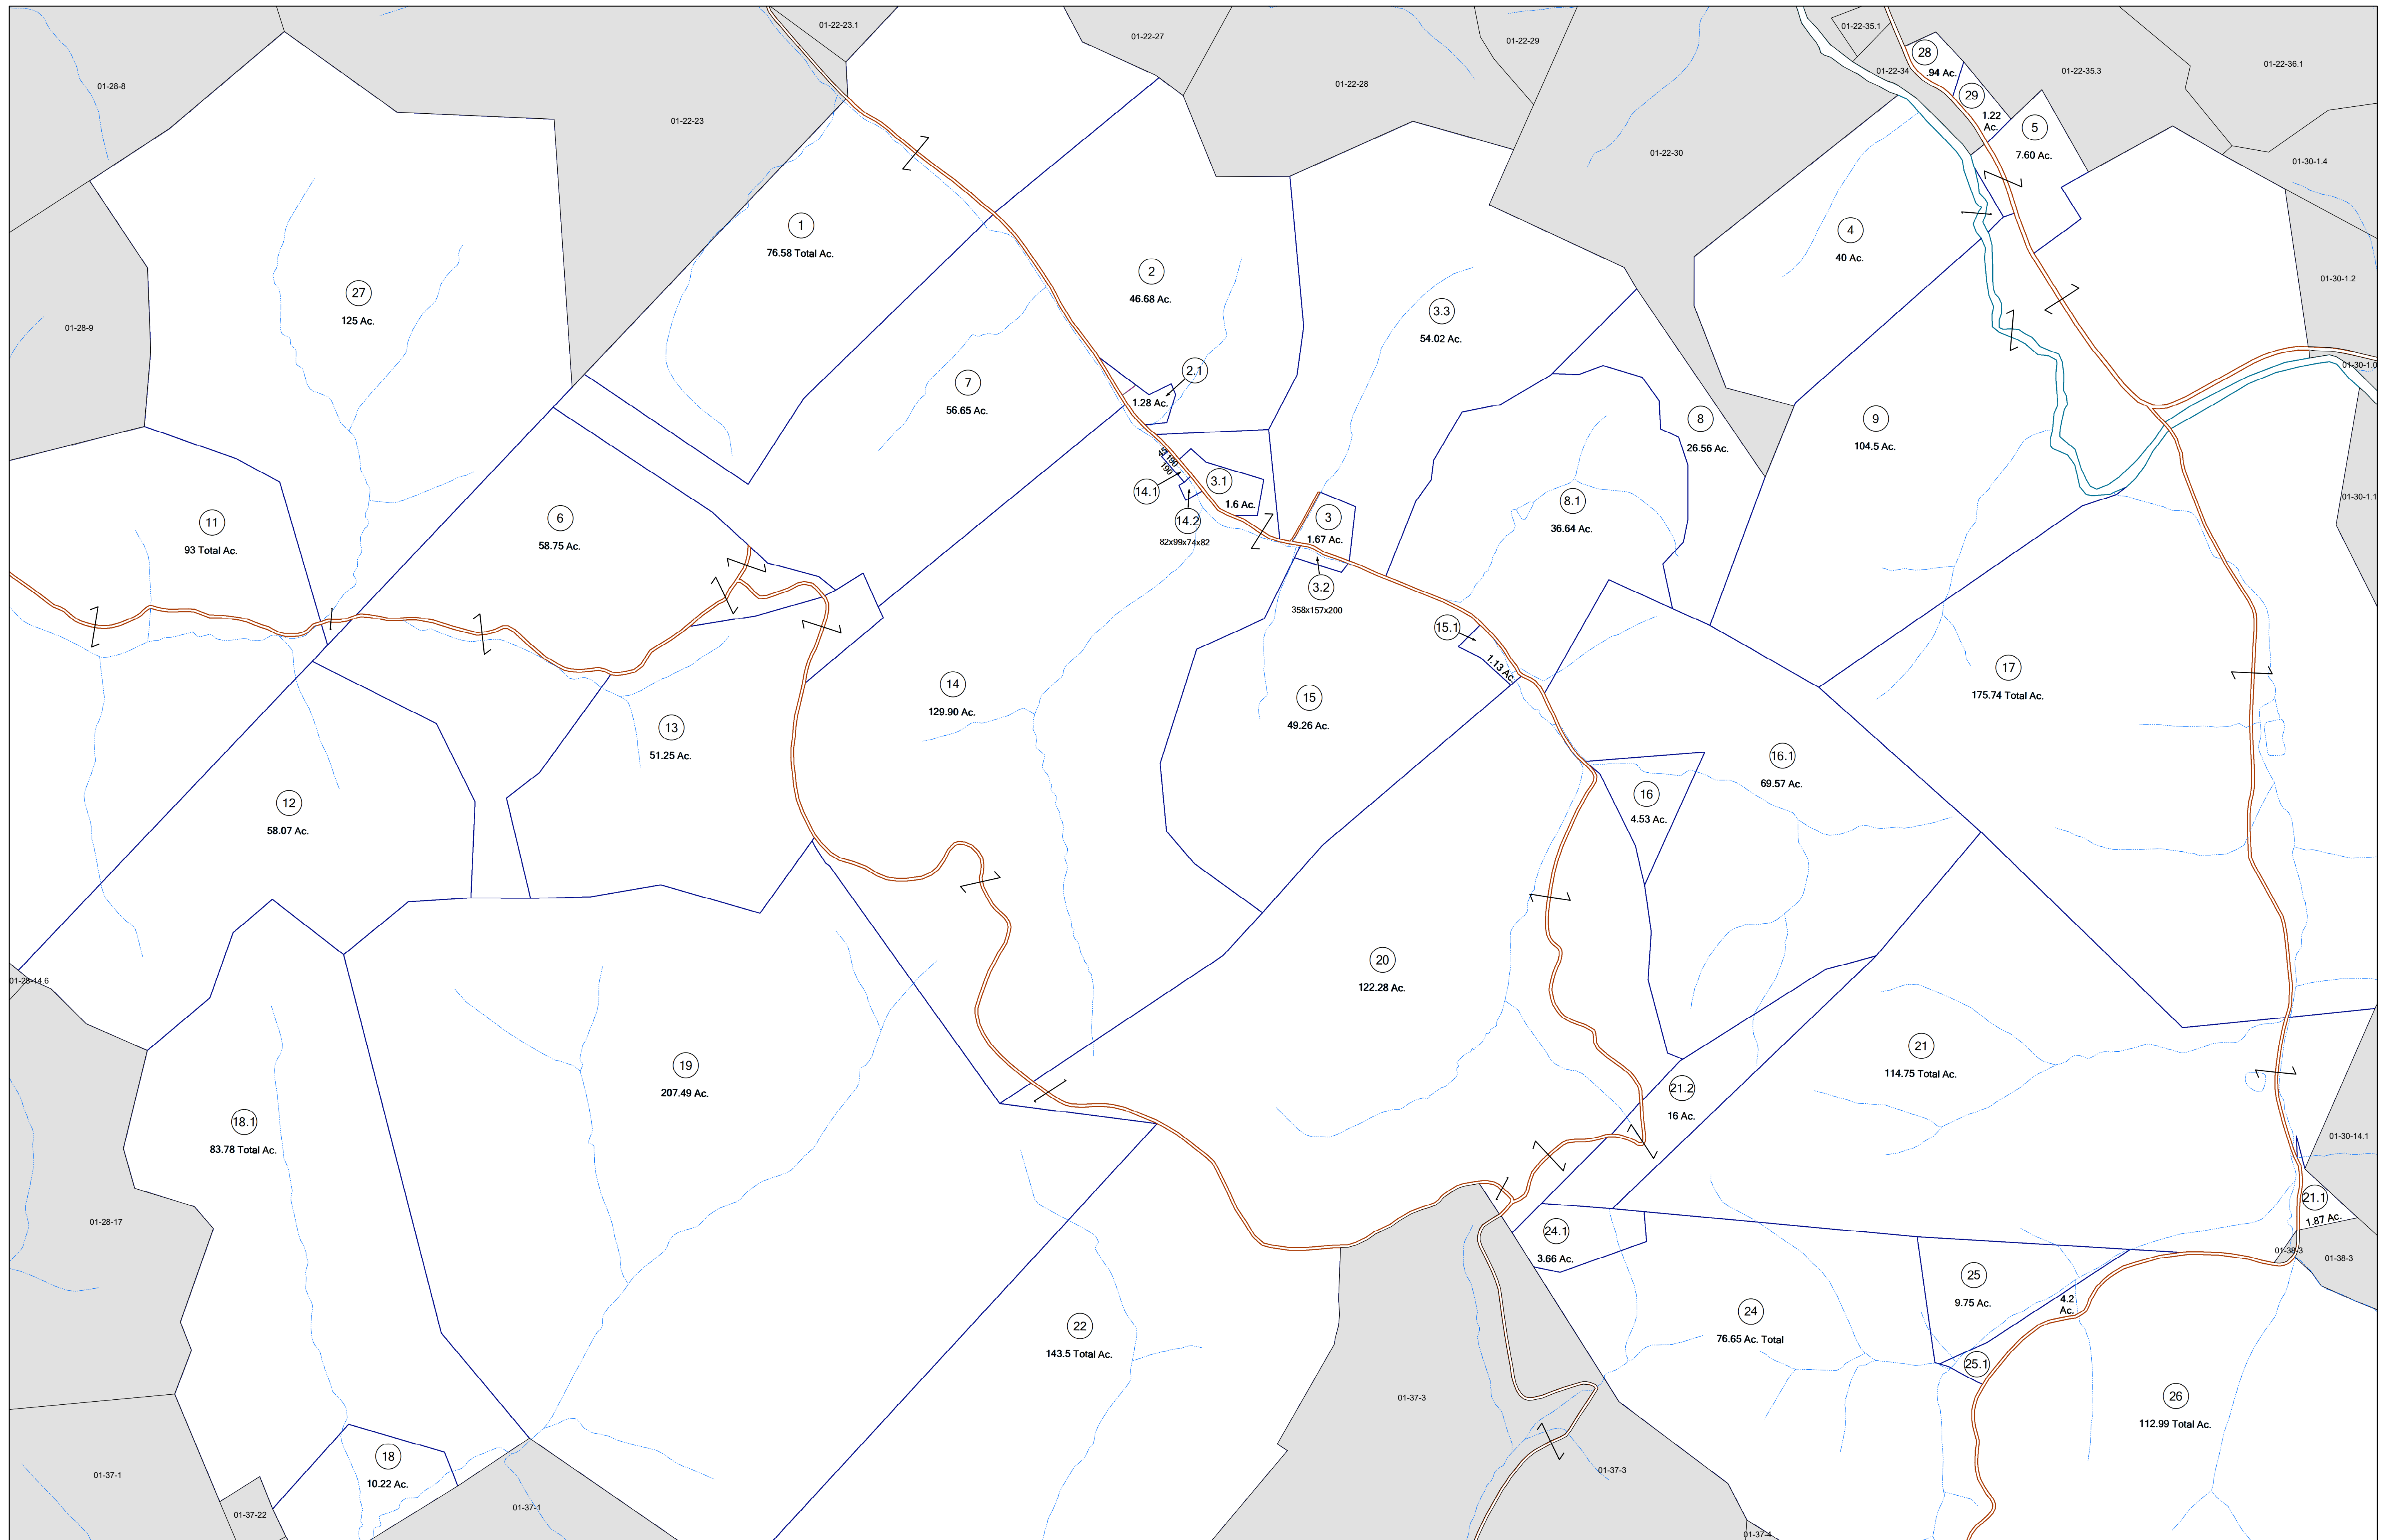 01-22-23.1
01-22-27
01-22-29
01-22-35.1
28
.94 Ac.
01-22-34
01-22-35.3
01-22-36.1
01-28-8
01-22-23
01-22-28
29
1.22
Ac.
5
7.60 Ac.
01-22-30
01-30-1.4
1
76.58 Total Ac.
4
40 Ac.
2
46.68 Ac.
01-30-1.2
27
125 Ac.
3.3
54.02 Ac.
01-28-9
7
56.65 Ac.
2.1
1.28 Ac.
01-30-1.0
8
26.56 Ac.
9
104.5 Ac.
190
190
14.1
3.1
1.6 Ac.
8.1
36.64 Ac.
01-30-1.1
11
93 Total Ac.
6
58.75 Ac.
14.2
82x99x74x82
3
1.67 Ac.
3.2
358x157x200
15.1
1.13 Ac.
17
175.74 Total Ac.
14
129.90 Ac.
15
49.26 Ac.
13
51.25 Ac.
16.1
69.57 Ac.
16
4.53 Ac.
12
58.07 Ac.
20
122.28 Ac.
01-28-14.6
21
114.75 Total Ac.
19
207.49 Ac.
21.2
16 Ac.
18.1
83.78 Total Ac.
01-30-14.1
21.1
1.87 Ac.
01-28-17
24.1
3.66 Ac.
01-38-3
01-38-3
25
9.75 Ac.
4.2
Ac.
24
76.65 Ac. Total
22
143.5 Total Ac.
25.1
26
112.99 Total Ac.
01-37-3
18
10.22 Ac.
01-37-1
01-37-3
01-37-22
01-37-1
01-37-4